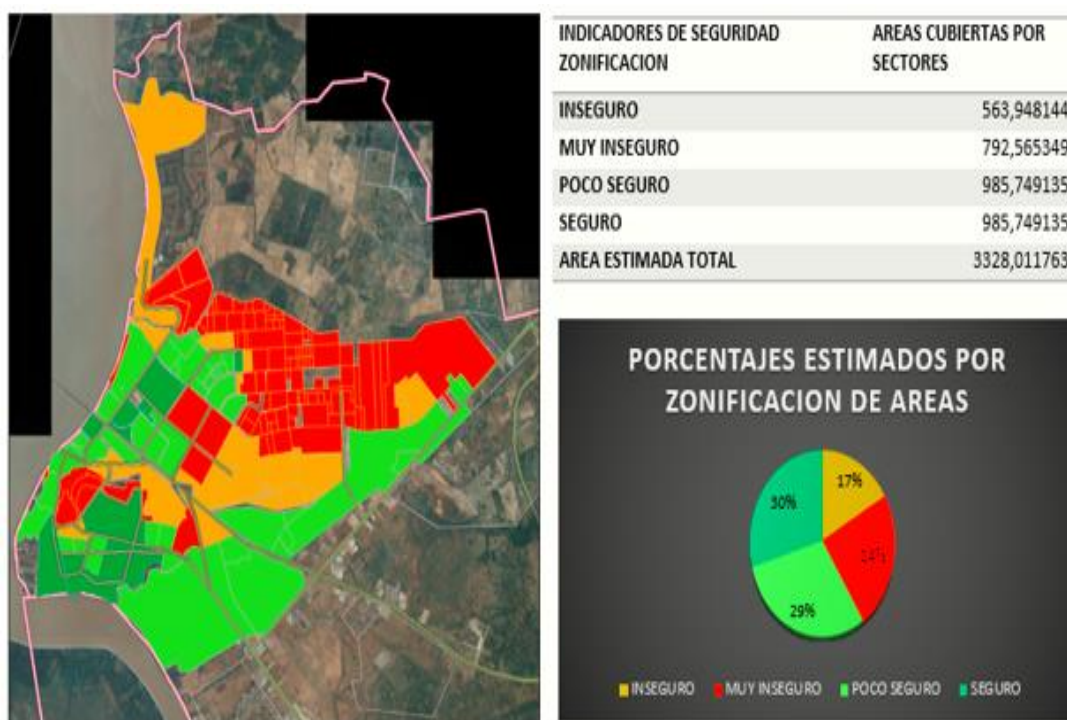 INDICADORES DE SEGURIDAD ZONIFICACION AREAS CUBIERTAS POR SECTORES
INSEGURO 563,948144
MUY INSEGURO 792,565349
POCO SEGURO 985,749135
SEGURO 985,749135
AREA ESTIMADA TOTAL 3328,011763
PORCENTAJES ESTIMADOS POR
ZONIFICACION DE AREAS
17%
30%
29%
INSEGURO MUY INSEGURO POCO SEGURO SEGURO